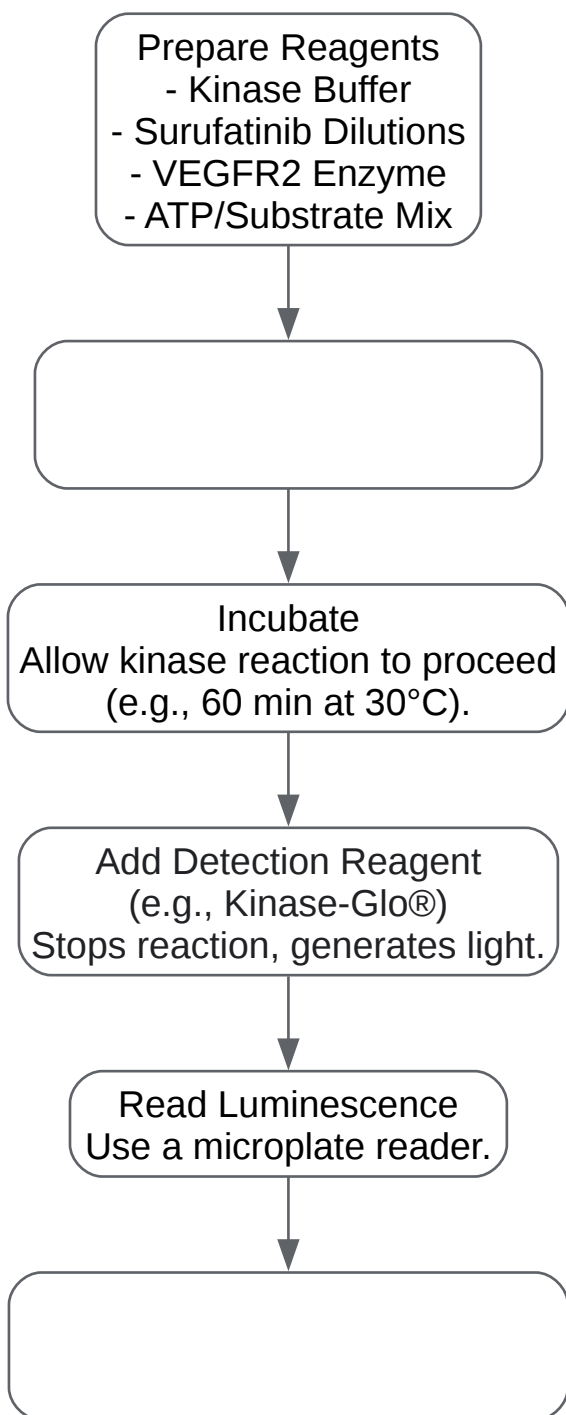 Prepare Reagents
- Kinase Buffer
- Surufatinib Dilutions
- VEGFR2 Enzyme
- ATP/Substrate Mix
Incubate
Allow kinase reaction to proceed
(e.g., 60 min at 30°C).
Add Detection Reagent
(e.g., Kinase-Glo®)
Stops reaction, generates light.
Read Luminescence
Use a microplate reader.